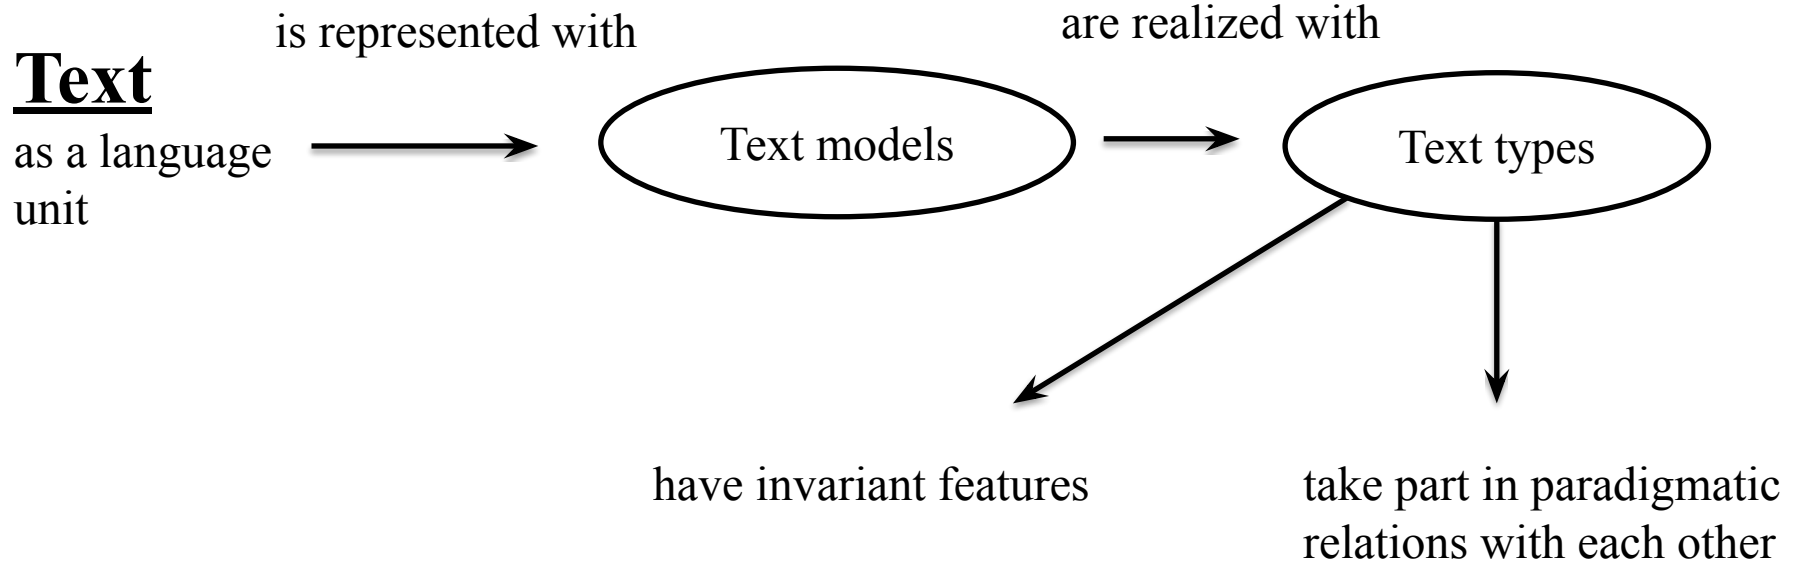 is represented with
are realized with
Text
as a language
unit
Text models
Text types
have invariant features
take part in paradigmatic
relations with each other